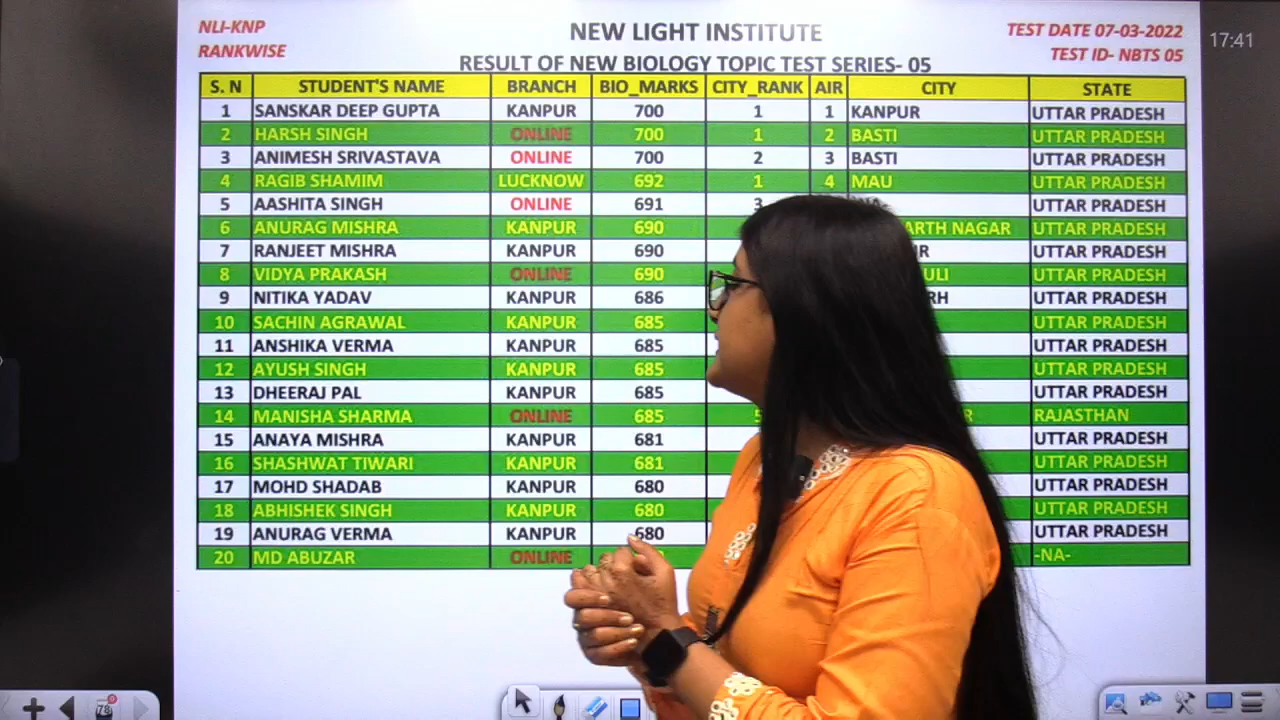 NLI-KNP
RANKWISE
NEW LIGHT INSTITUTE
RESULT OF NEW BIOLOGY TOPIC TEST SERIES- 05
TEST DATE 07-03-2022
TEST ID- NBTS 05
17:41
S. N STUDENT'S NAME BRANCH BIO_MARKS CITY_RANK AIR CITY STATE
1 SANSKAR DEEP GUPTA KANPUR 700 1 1 KANPUR UTTAR PRADESH
2 HARSH SINGH ONLINE 700 1 2 BASTI UTTAR PRADESH
3 ANIMESH SRIVASTAVA ONLINE 700 2 3 BASTI UTTAR PRADESH
4 RAGIB SHAMIM LUCKNOW 692 1 4 MAU UTTAR PRADESH
5 AASHITA SINGH ONLINE 691 3 UTTAR PRADESH
6 ANURAG MISHRA KANPUR 690 ARTH NAGAR UTTAR PRADESH
7 RANJEET MISHRA KANPUR 690 UTTAR PRADESH
8 VIDYA PRAKASH ONLINE 690 ULI UTTAR PRADESH
9 NITIKA YADAV KANPUR 686 RH UTTAR PRADESH
10 SACHIN AGRAWAL KANPUR 685 UTTAR PRADESH
11 ANSHIKA VERMA KANPUR 685 UTTAR PRADESH
12 AYUSH SINGH KANPUR 685 UTTAR PRADESH
13 DHEERAJ PAL KANPUR 685 UTTAR PRADESH
14 MANISHA SHARMA ONLINE 685 5 RAJASTHAN
15 ANAYA MISHRA KANPUR 681 UTTAR PRADESH
16 SHASHWAT TIWARI KANPUR 681 UTTAR PRADESH
17 MOHD SHADAB KANPUR 680 UTTAR PRADESH
18 ABHISHEK SINGH KANPUR 680 UTTAR PRADESH
19 ANURAG VERMA KANPUR 680 UTTAR PRADESH
20 MD ABUZAR ONLINE -NA-
78